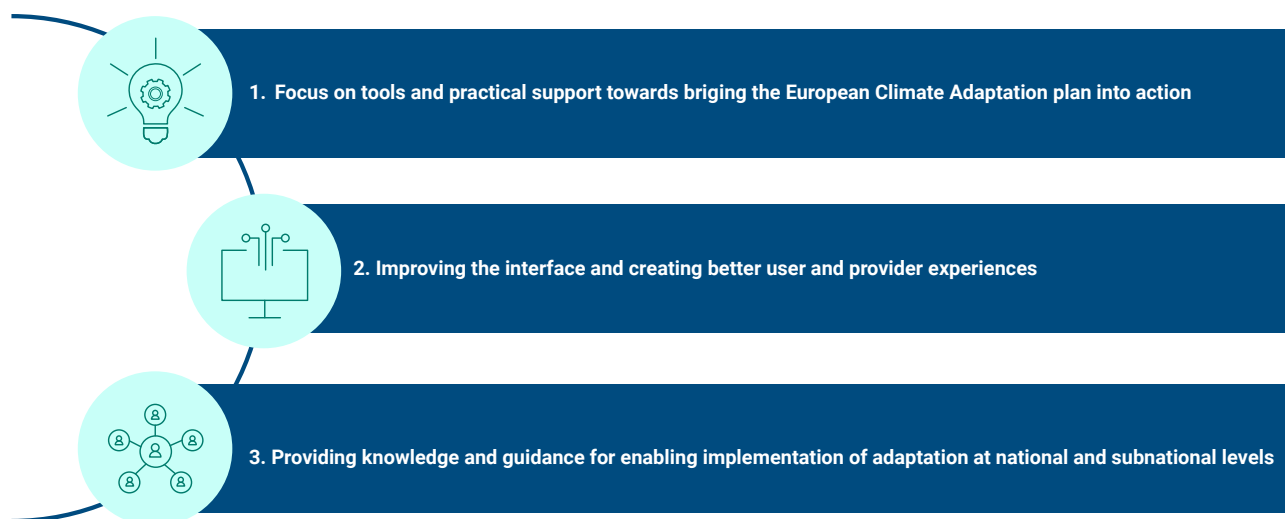 1. Focus on tools and practical support towards briging the European Climate Adaptation plan into action
2. Improving the interface and creating better user and provider experiences
3. Providing knowledge and guidance for enabling implementation of adaptation at national and subnational levels